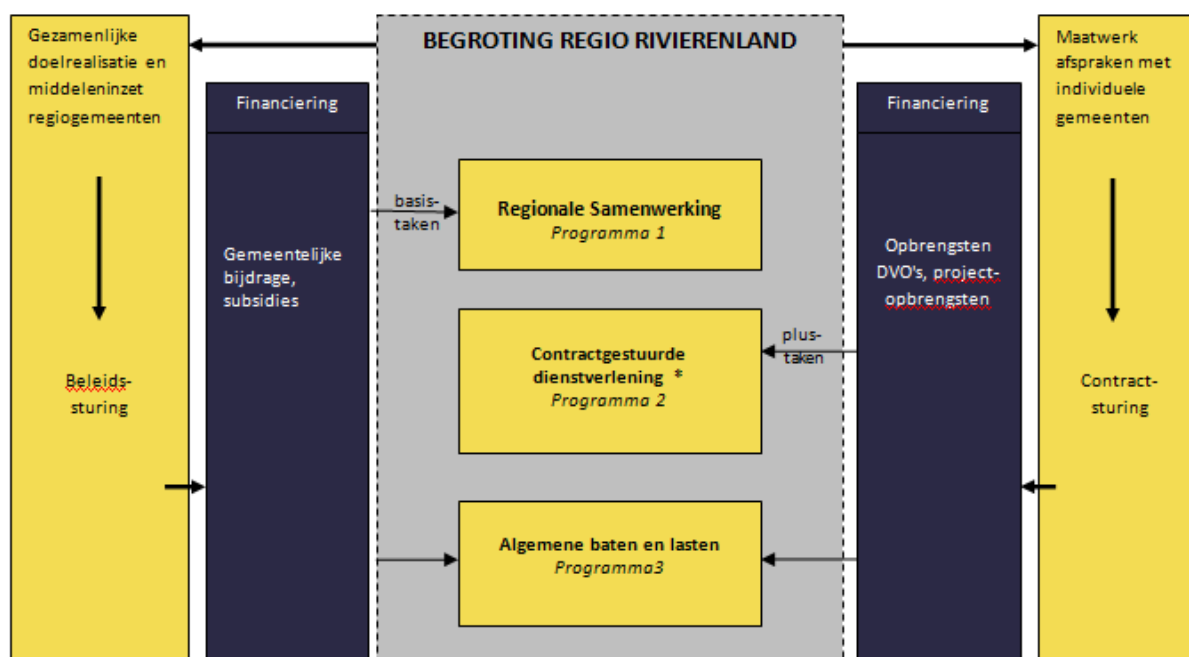 Gezamenlijke
doelrealisatie en
middeleninzet
regiogemeenten
Beleids-
sturing
Financiering
Gemeentelijke
bijdrage,
subsidies
BEGROTING REGIO RIVIERENLAND
basis-
taken
Regionale Samenwerking
Programma 1
Contractgestuurde
dienstverlening *
Programma 2
plus-
taken
Algemene baten en lasten
Programma3
Financiering
Opbrengsten
DVO's, project-
opbrengsten
Maatwerk
afspraken met
individuele
gemeenten
Contract-
sturing